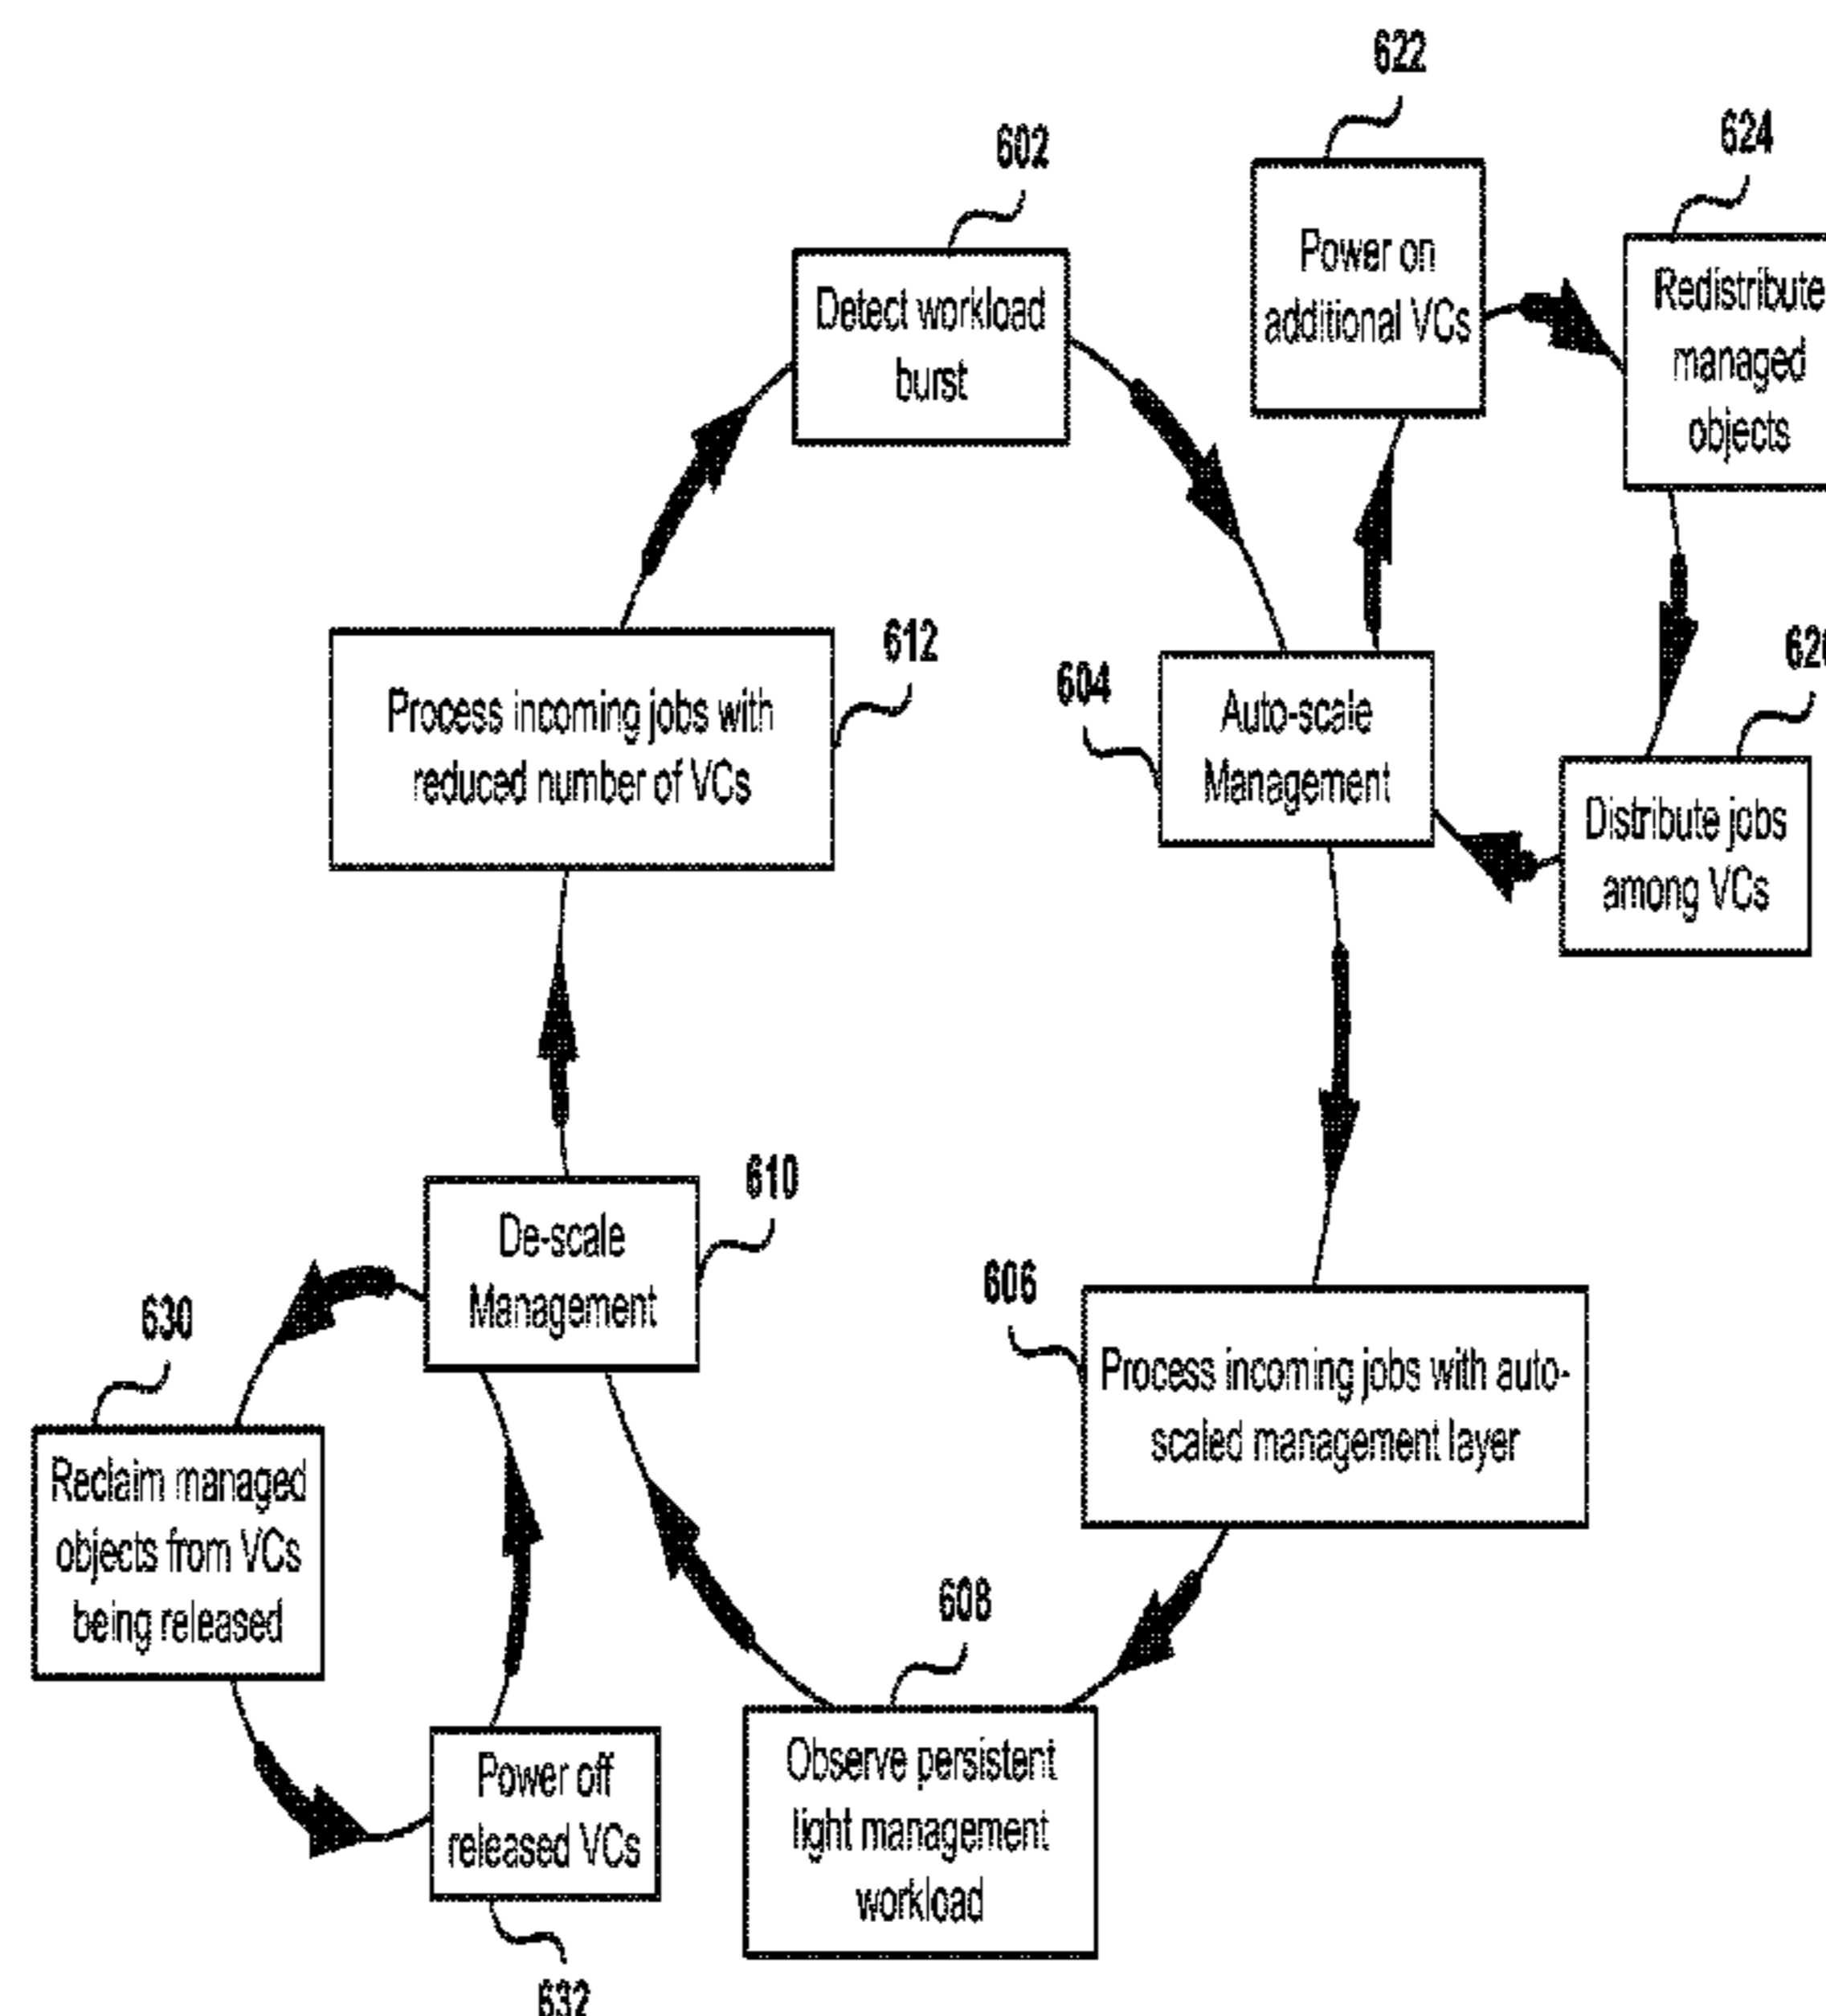 622
624
602
Power on
additional VCs
Redistribute
managed
objects
Detect workload
burst
612
604
Process incoming jobs with
reduced number of VCs
Auto-scale
Management
Distribute jobs
among VCs
610
De-scale
Management
606
630
Process incoming jobs with auto-
scaled management layer
Reclaim managed
objects from VCs
being released
608
Power off
released VCs
Observe persistent
light management
workload
632